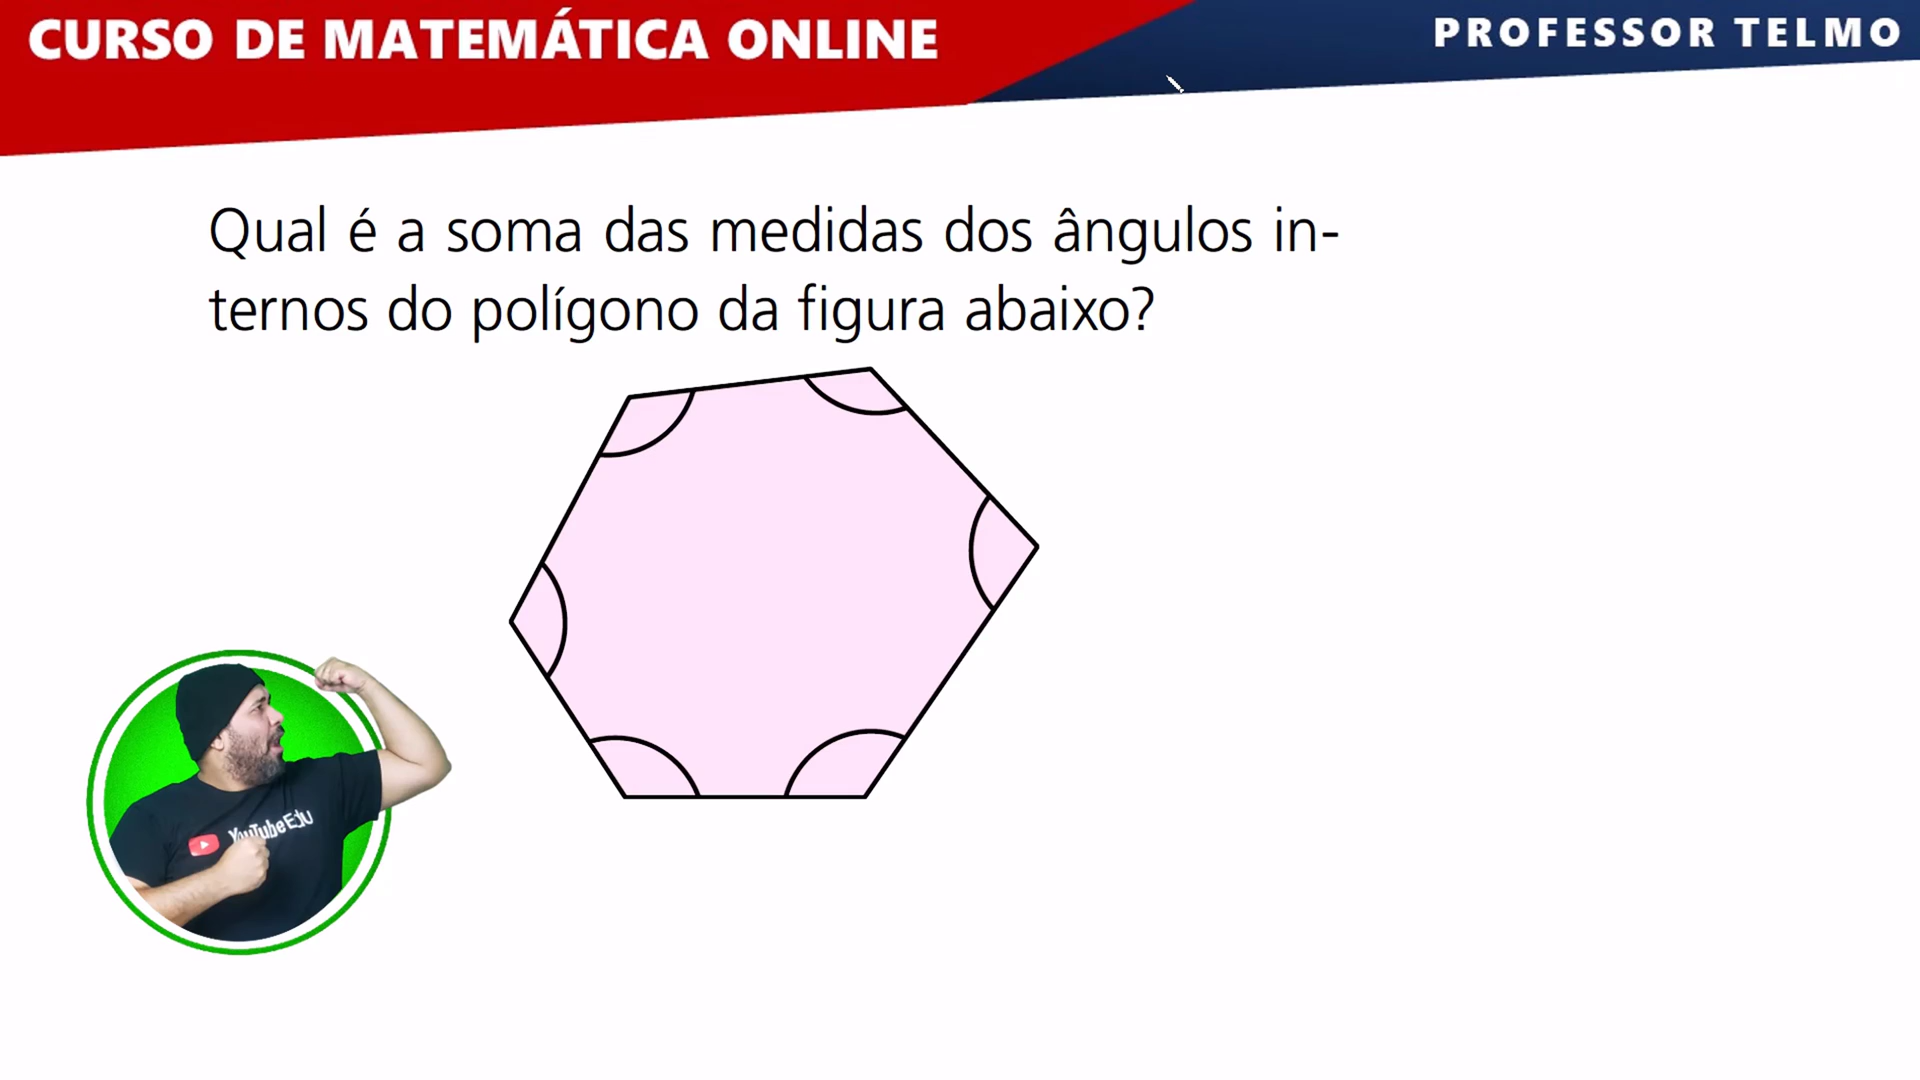 CURSO DE MATEMÁTICA ONLINE
PROFESSOR TELMO
Qual é a soma das medidas dos ângulos in-
ternos do polígono da figura abaixo?
YouTubeEdu